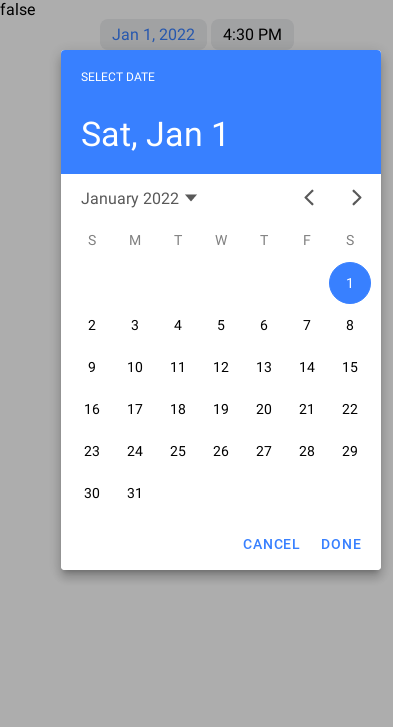 false
Jan 1, 2022 4:30 PM
SELECT DATE
Sat, Jan 1
January 2022
S M T W T F S
1
2 3 4 5 6 7 8
9 10 11 12 13 14 15
16 17 18 19 20 21 22
23 24 25 26 27 28 29
30 31
CANCEL DONE